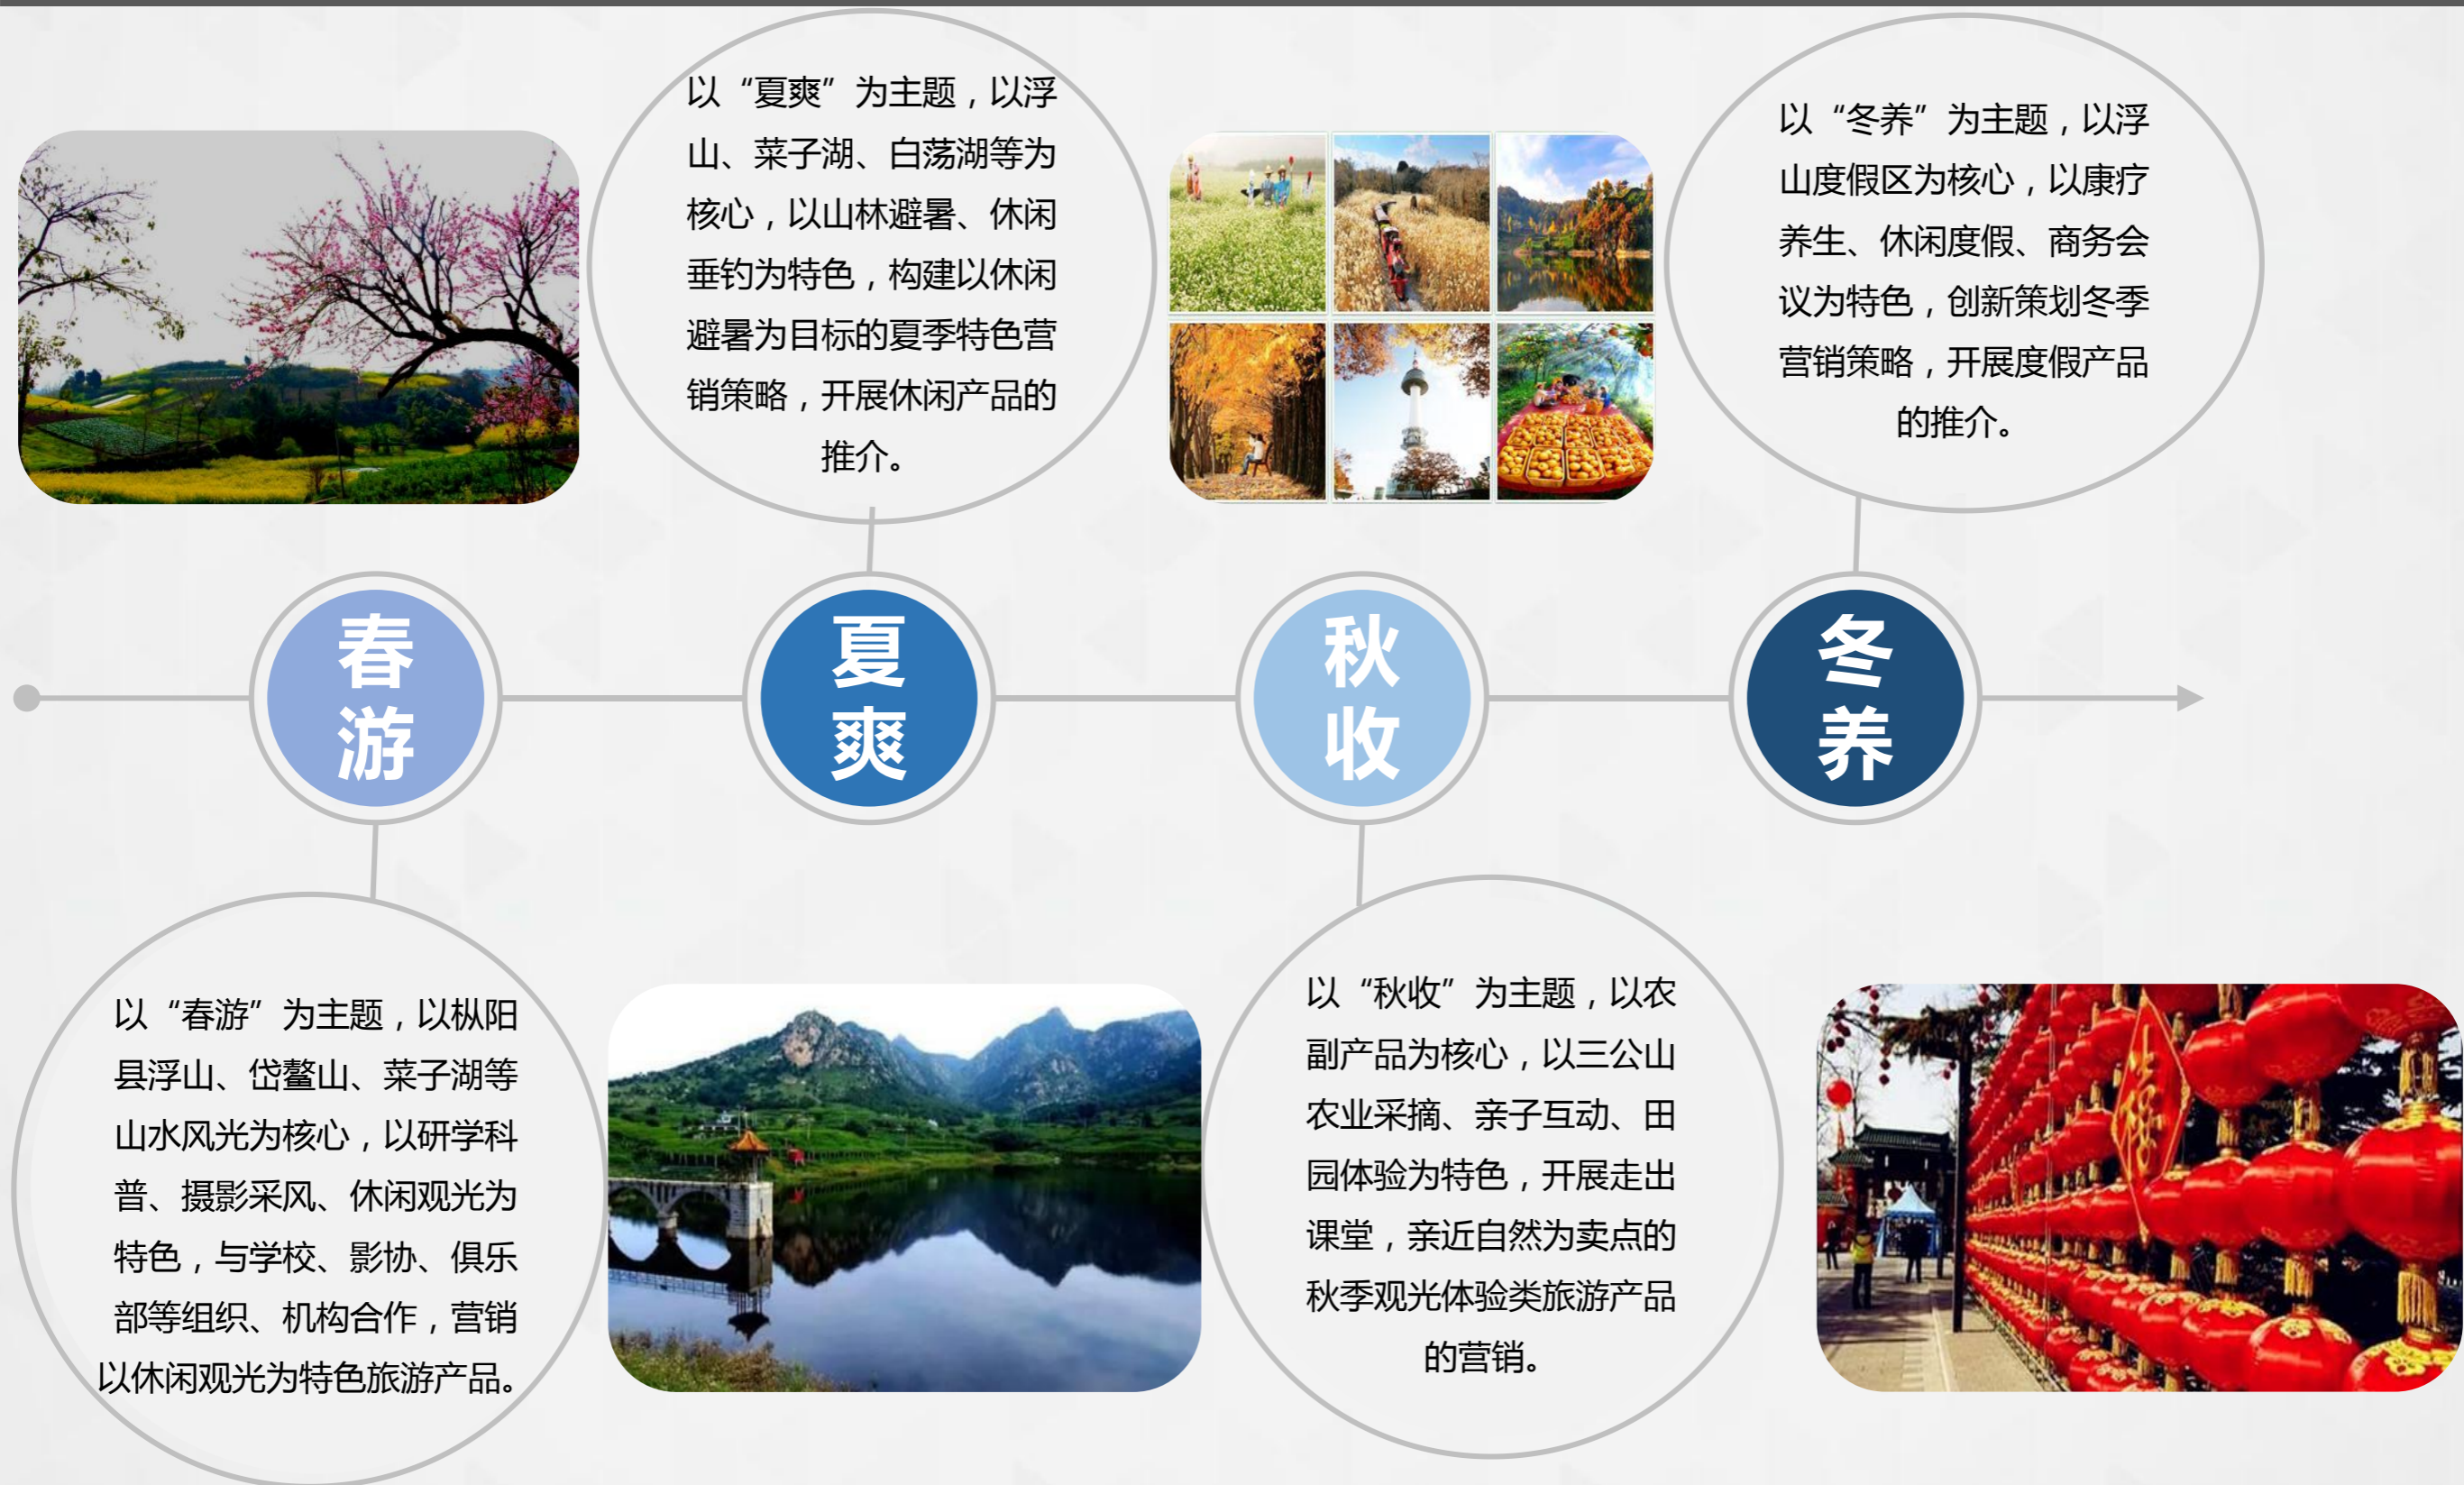 以“夏爽”为主题，以浮
山、菜子湖、白荡湖等为
核心，以山林避暑、休闲
垂钓为特色，构建以休闲
避暑为目标的夏季特色营
销策略，开展休闲产品的
推介。
以“冬养”为主题，以浮
山度假区为核心，以康疗
养生、休闲度假、商务会
议为特色，创新策划冬季
营销策略，开展度假产品
的推介。
春
游
夏
爽
秋
收
冬
养
以“春游”为主题，以枞阳
县浮山、岱鳌山、菜子湖等
山水风光为核心，以研学科
普、摄影采风、休闲观光为
特色，与学校、影协、俱乐
部等组织、机构合作，营销
以休闲观光为特色旅游产品。
以“秋收”为主题，以农
副产品为核心，以三公山
农业采摘、亲子互动、田
园体验为特色，开展走出
课堂，亲近自然为卖点的
秋季观光体验类旅游产品
的营销。